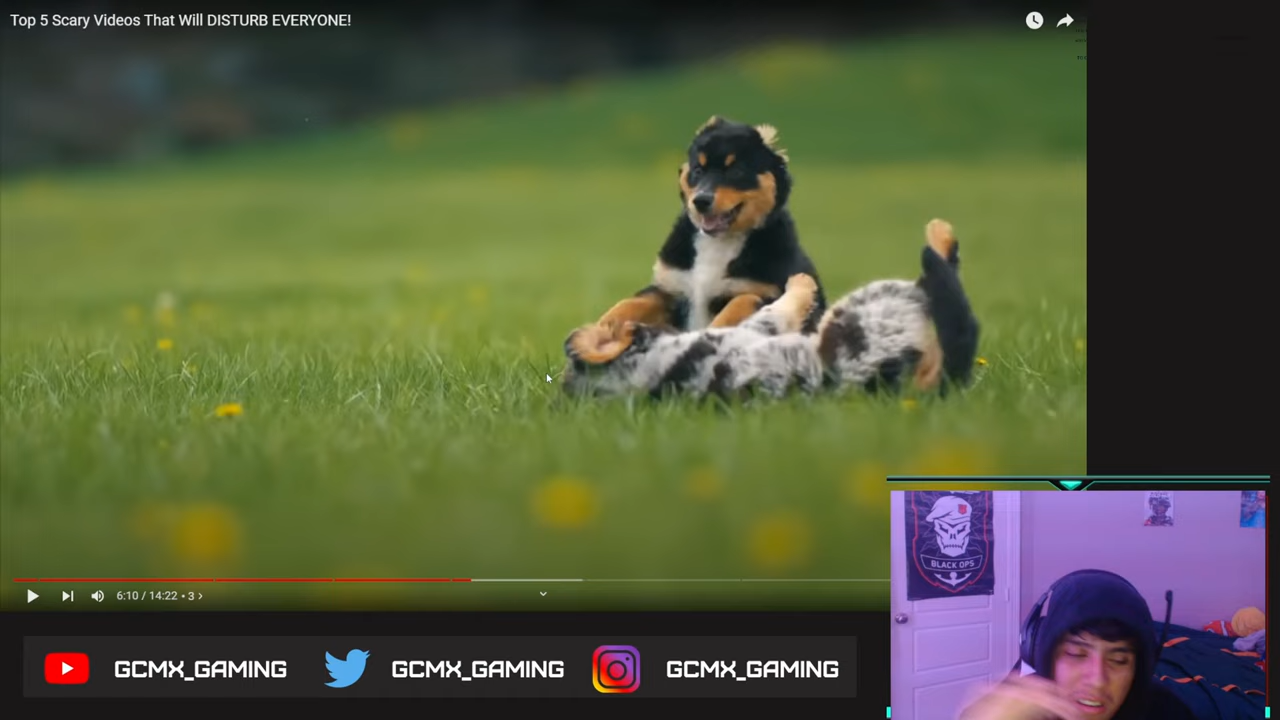 Top 5 Scary Videos That Will DISTURB EVERYONE!
6:10 / 14:22 • 3 >
BLACK OPS
GCMX_GAMING GCMX_GAMING GCMX_GAMING